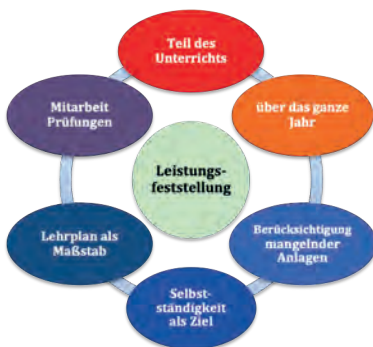 Teil des
Unterrichts
über das ganze
Jahr
Berücksichtigung
mangelnder
Anlagen
Selbst-
ständigkeit
als Ziel
Lehrplan als
Maßstab
Mitarbeit
Prüfungen
Leistungs-
feststellung